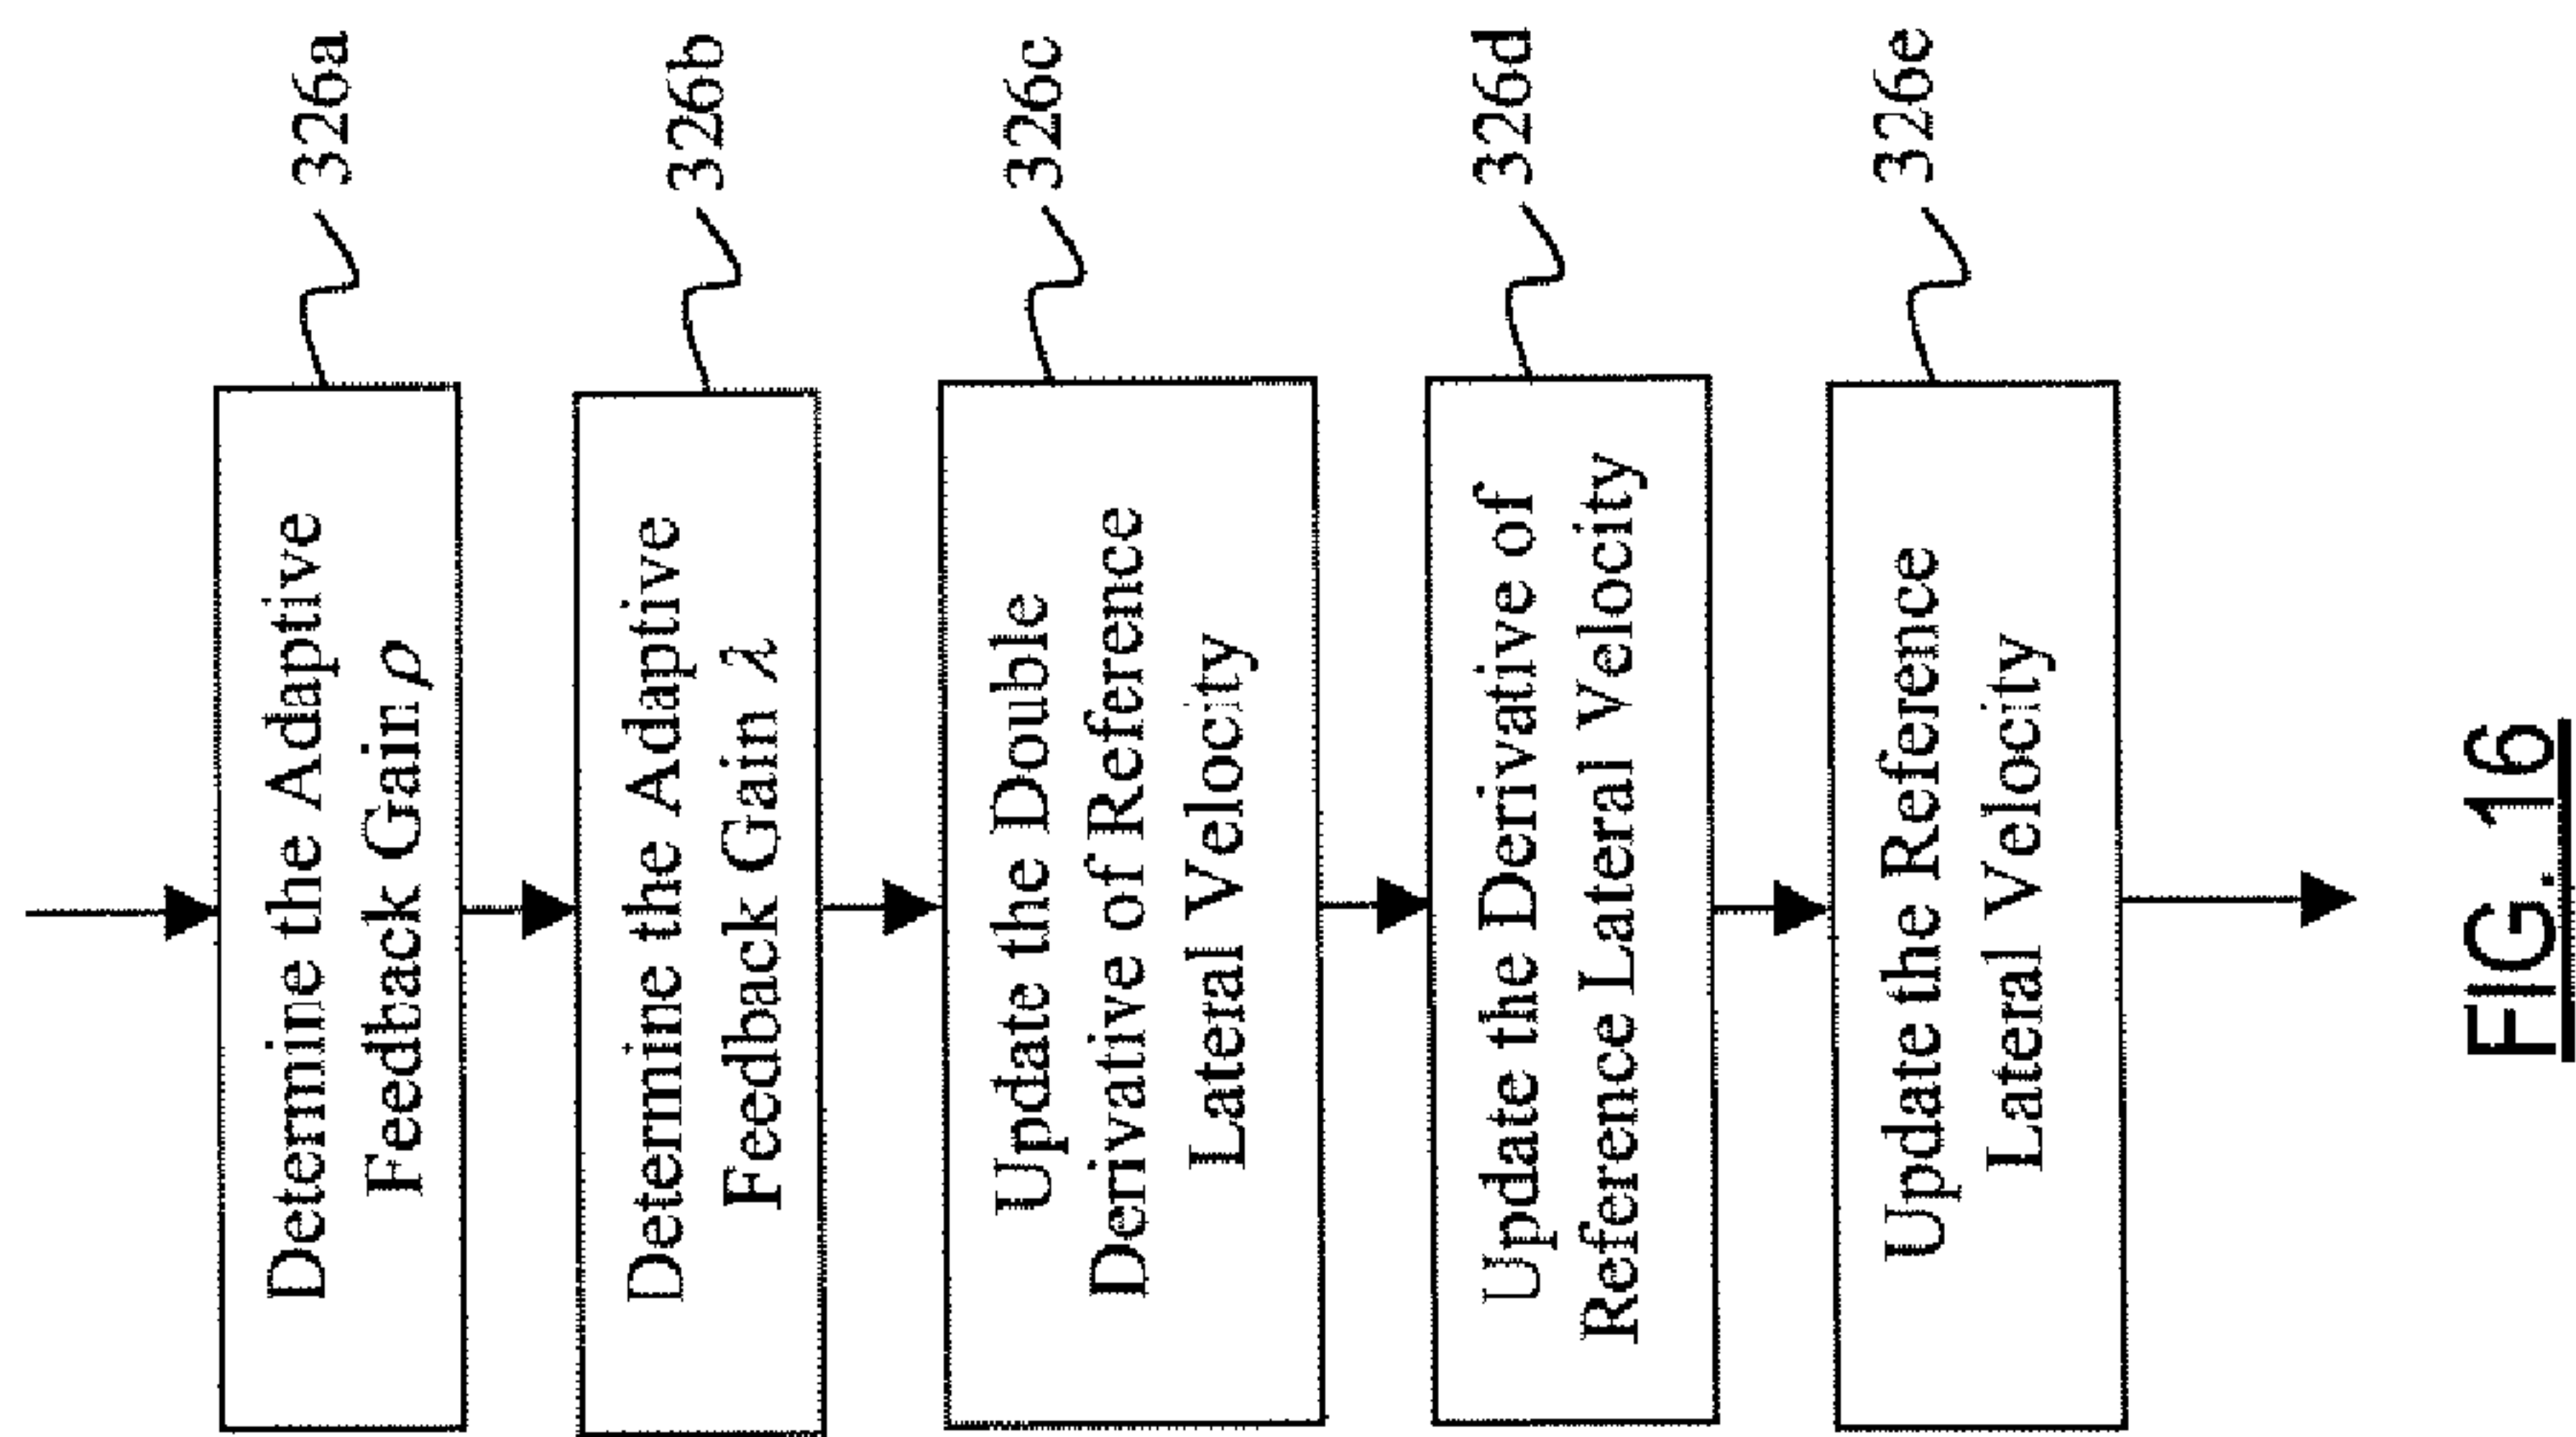 Determine the Adaptive
Feedback Gain ρ
326a
Determine the Adaptive
Feedback Gain λ
326b
Update the Double
Derivative of Reference
Lateral Velocity
326c
Update the Derivative of
Reference Lateral Velocity
326d
Update the Reference
Lateral Velocity
326e
FIG. 16